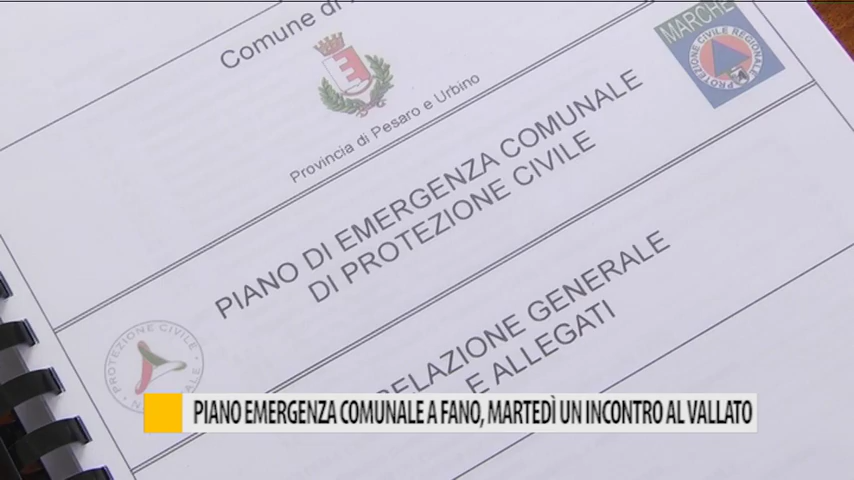 Comune di
MARCHE
PROTEZIONE CIVILE REGIONALE
Provincia di Pesaro e Urbino
PIANO DI EMERGENZA COMUNALE
DI PROTEZIONE CIVILE
RELAZIONE GENERALE
E ALLEGATI
PROTEZIONE CIVILE
PIANO EMERGENZA COMUNALE A FANO, MARTEDÌ UN INCONTRO AL VALLATO